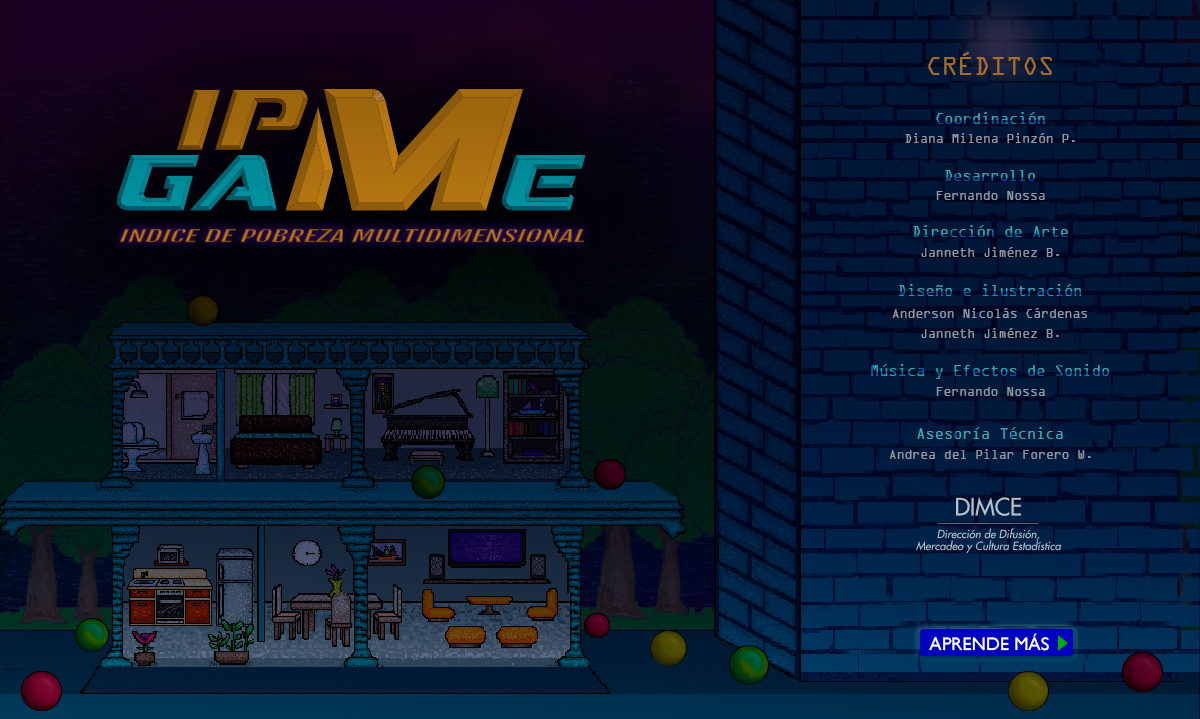 IPM
GAME
INDICE DE POBREZA MULTIDIMENSIONAL
CRÉDITOS
Coordinación
Diana Milena Pinzón P.
Desarrollo
Fernando Nossa
Dirección de Arte
Janneth Jiménez B.
Diseño e ilustración
Anderson Nicolás Cárdenas
Janneth Jiménez B.
Música y Efectos de Sonido
Fernando Nossa
Asesoría Técnica
Andrea del Pilar Forero W.
DIMCE
Dirección de Difusión,
Mercadeo y Cultura Estadística
APRENDE MÁS